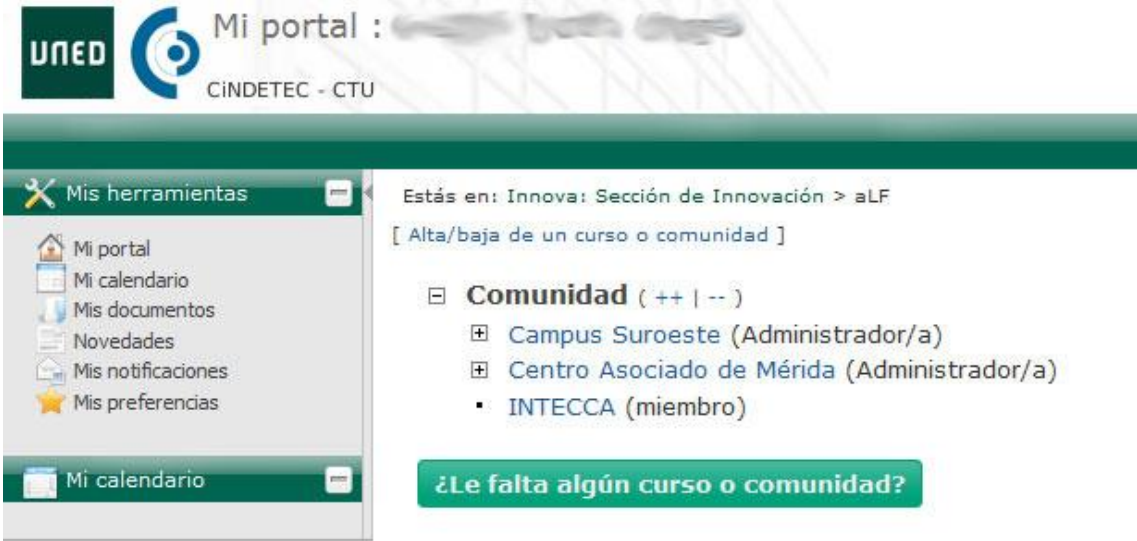 UNED
Mi portal :
CiNDETEC - CTU
Mis herramientas
Mi portal
Mi calendario
Mis documentos
Novedades
Mis notificaciones
Mis preferencias
Mi calendario
Estás en: Innova: Sección de Innovación > aLF
[ Alta/baja de un curso o comunidad ]
Comunidad ( ++ | -- )
Campus Suroeste (Administrador/a)
Centro Asociado de Mérida (Administrador/a)
INTECCA (miembro)
¿Le falta algún curso o comunidad?